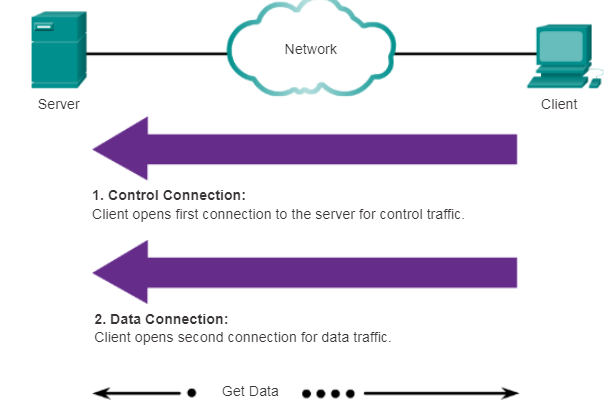 Network
Server
Client
1. Control Connection:
Client opens first connection to the server for control traffic.
2. Data Connection:
Client opens second connection for data traffic.
Get Data